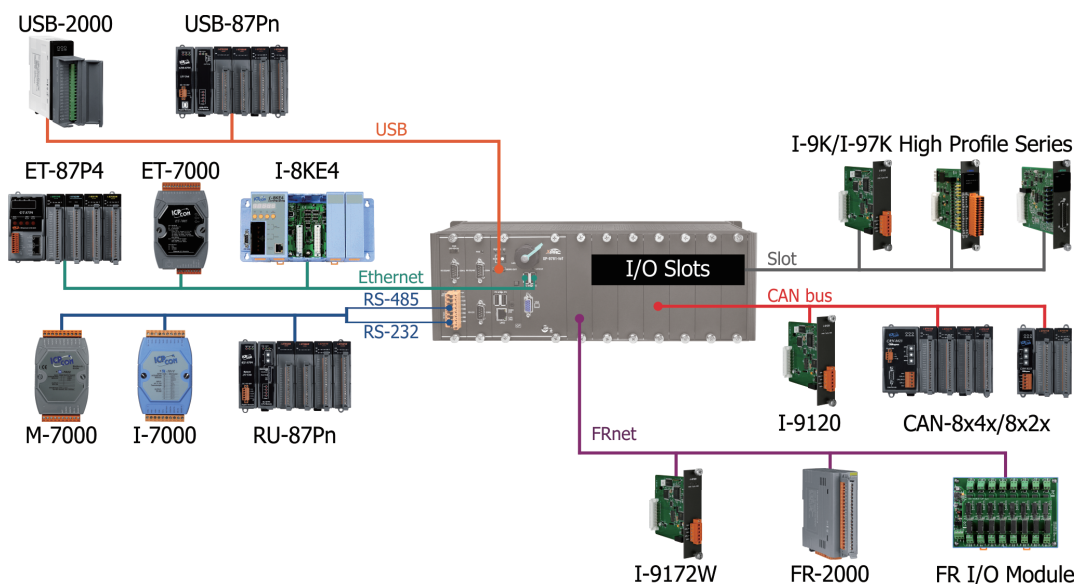 USB-2000
USB-87Pn
USB
I-9K/I-97K High Profile Series
ET-87P4
ET-7000
I-8KE4
Slot
I/O Slots
Ethernet
RS-485
CAN bus
RS-232
M-7000
I-7000
RU-87Pn
I-9120
CAN-8x4x/8x2x
FRnet
I-9172W
FR-2000
FR I/O Module